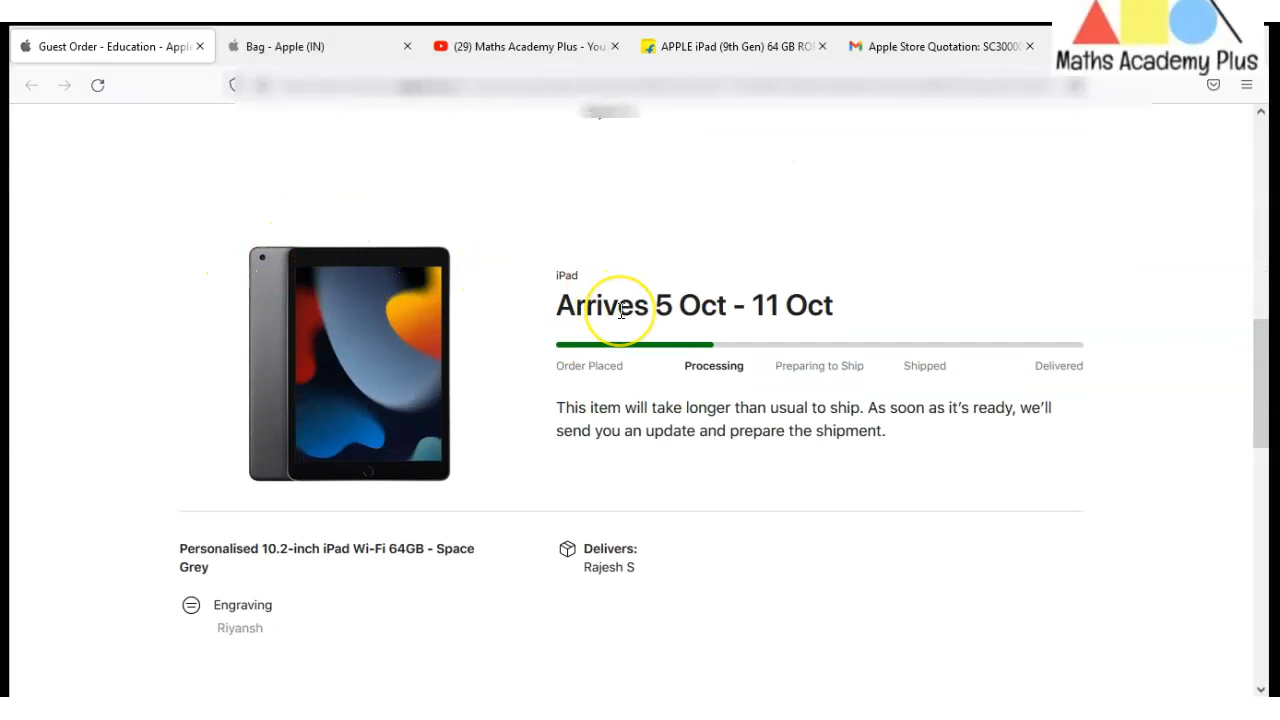 Guest Order - Education - Apple
Bag - Apple (IN)
(29) Maths Academy Plus - You
APPLE iPad (9th Gen) 64 GB RO
Apple Store Quotation: SC3000
Maths Academy Plus
iPad
Arrives 5 Oct - 11 Oct
Order Placed
Processing
Preparing to Ship
Shipped
Delivered
This item will take longer than usual to ship. As soon as it's ready, we'll
send you an update and prepare the shipment.
Personalised 10.2-inch iPad Wi-Fi 64GB - Space
Grey
Delivers:
Rajesh S
Engraving
Riyansh